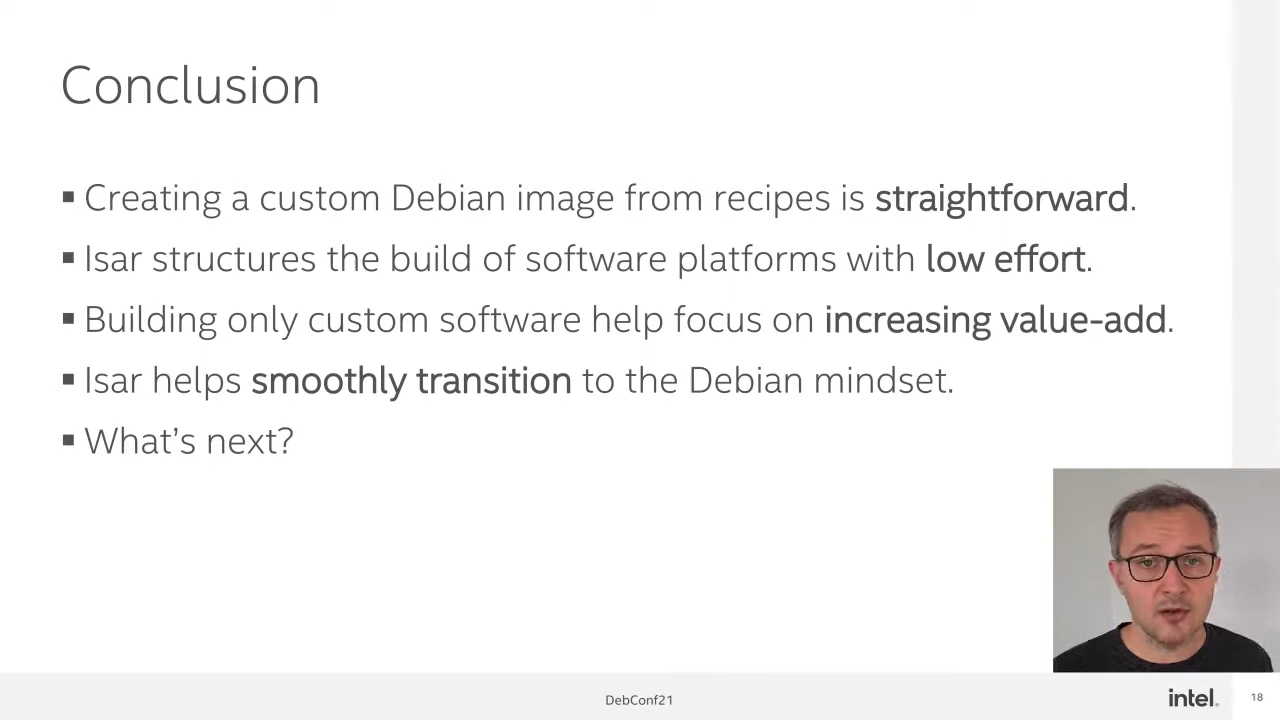 Conclusion
▪ Creating a custom Debian image from recipes is straightforward.
▪ Isar structures the build of software platforms with low effort.
▪ Building only custom software help focus on increasing value-add.
▪ Isar helps smoothly transition to the Debian mindset.
▪ What’s next?
DebConf21
intel.
18